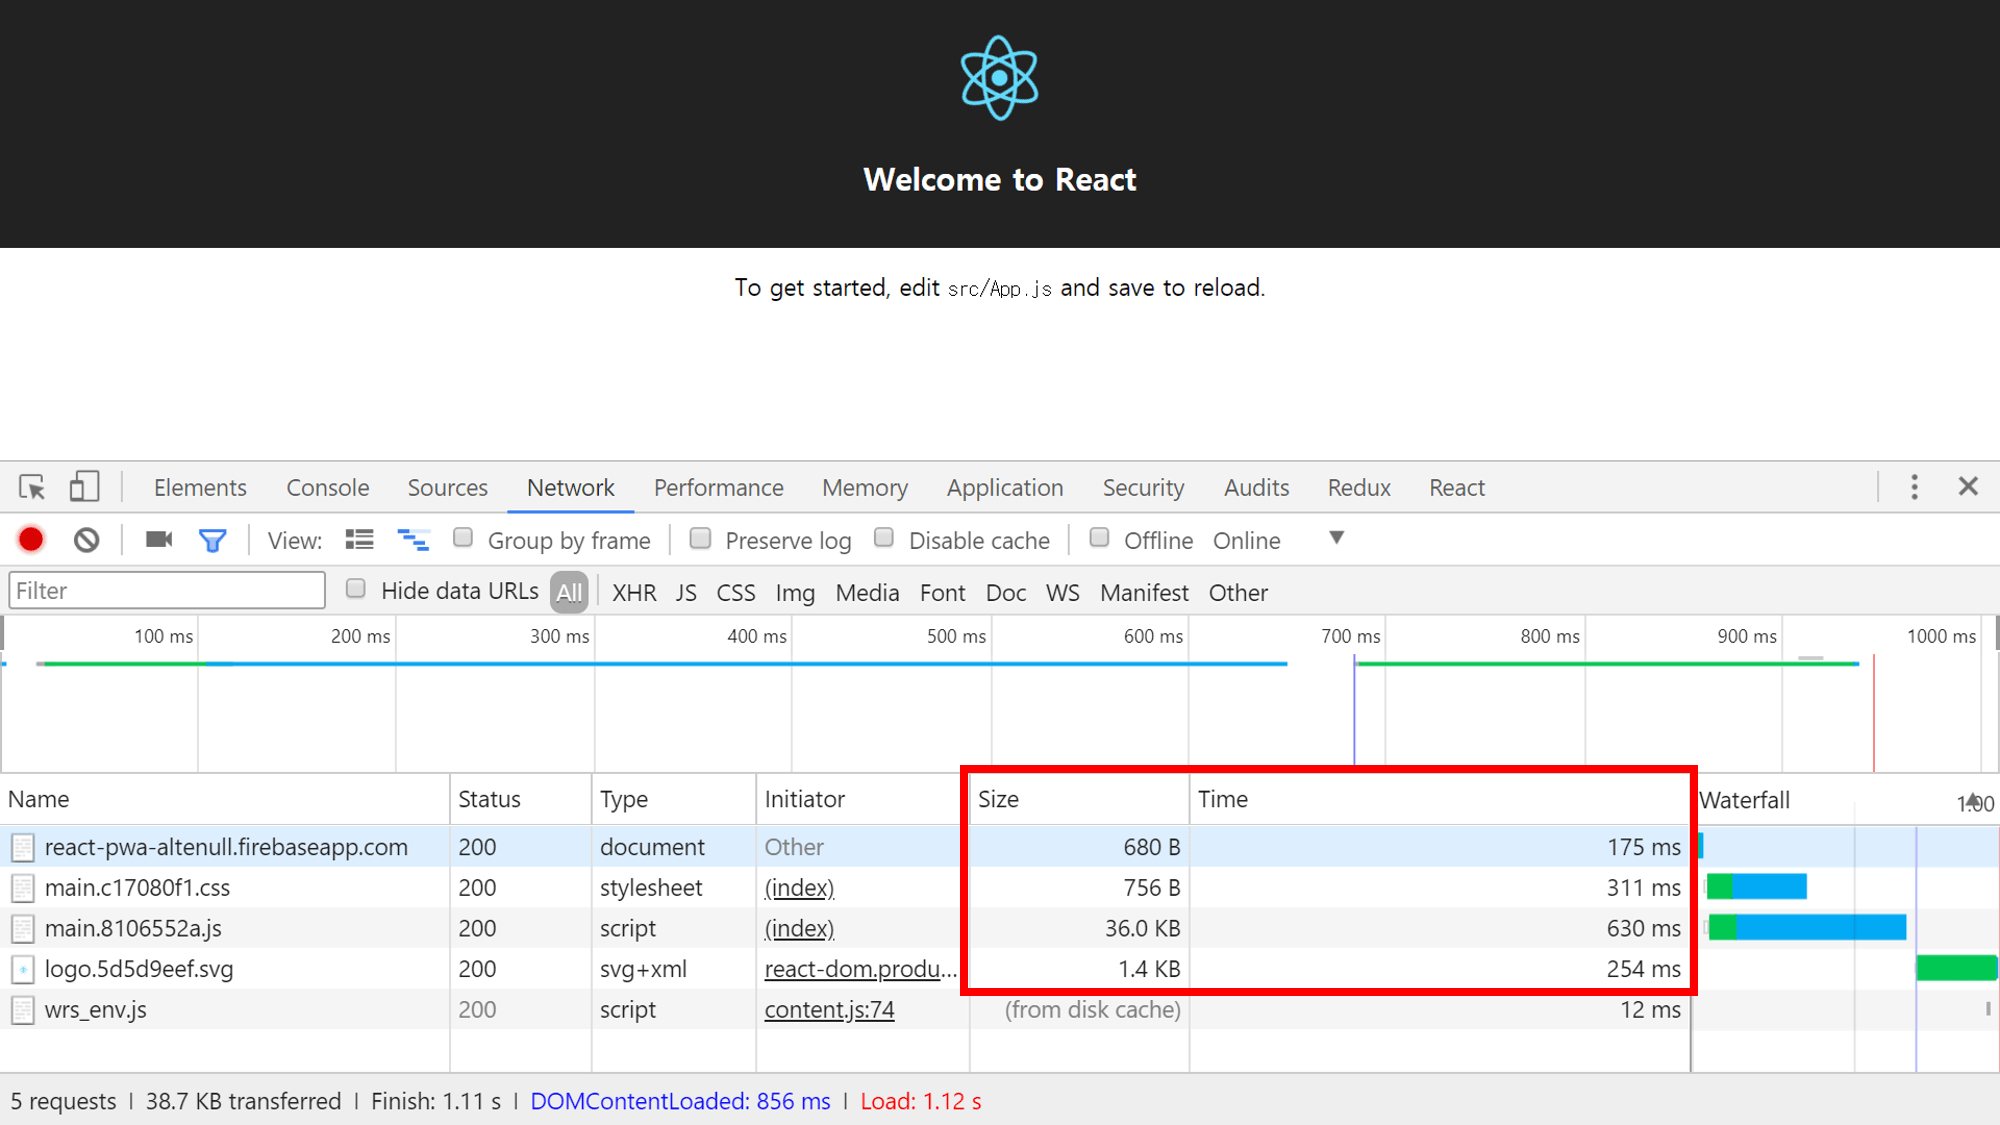 Welcome to React
To get started, edit src/App.js and save to reload.
Elements Console Sources Network Performance Memory Application Security Audits Redux React
View: Group by frame Preserve log Disable cache Offline Online
Filter Hide data URLs All XHR JS CSS Img Media Font Doc WS Manifest Other
100 ms 200 ms 300 ms 400 ms 500 ms 600 ms 700 ms 800 ms 900 ms 1000 ms
Name Status Type Initiator Size Time Waterfall 1.00
react-pwa-altenull.firebaseapp.com 200 document Other 680 B 175 ms
main.c17080f1.css 200 stylesheet (index) 756 B 311 ms
main.8106552a.js 200 script (index) 36.0 KB 630 ms
logo.5d5d9eef.svg 200 svg+xml react-dom.produ... 1.4 KB 254 ms
wrs_env.js 200 script content.js:74 (from disk cache) 12 ms
5 requests | 38.7 KB transferred | Finish: 1.11 s | DOMContentLoaded: 856 ms | Load: 1.12 s